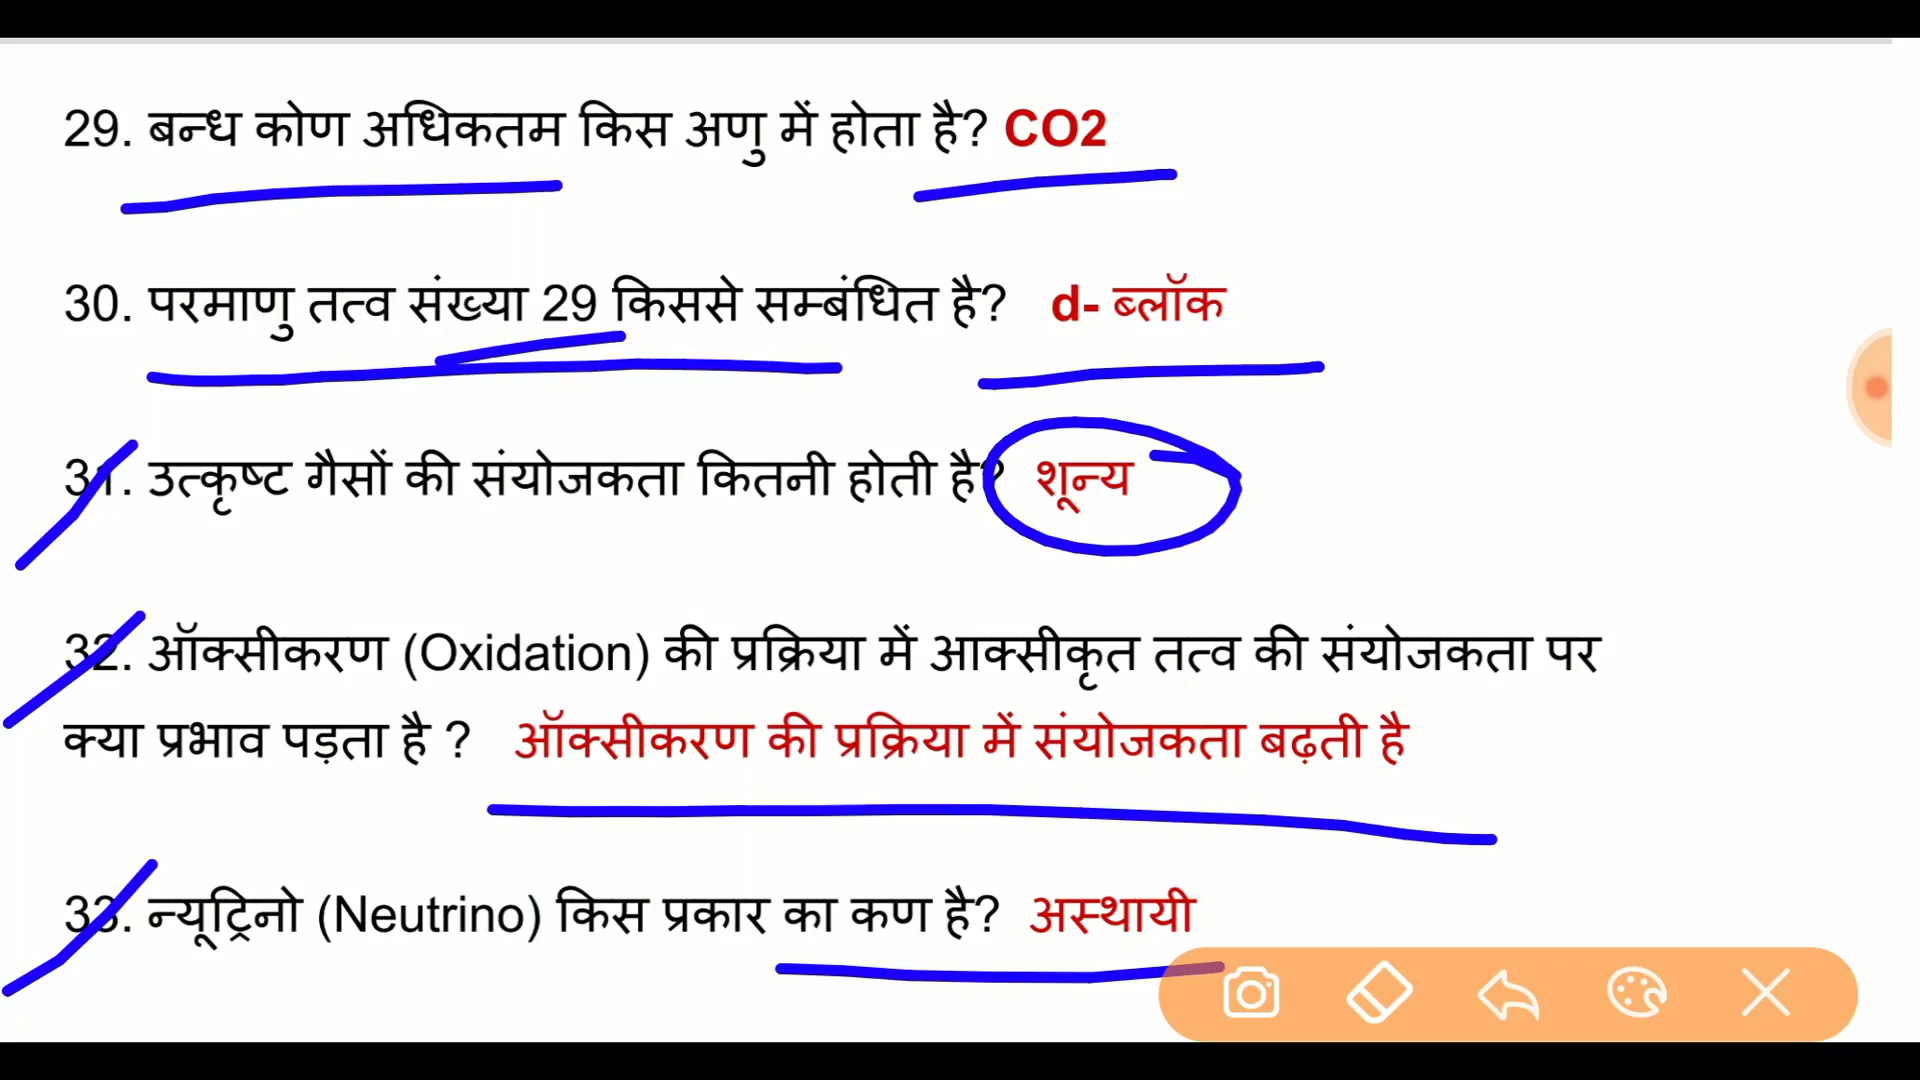 29. बन्ध कोण अधिकतम किस अणु में होता है? CO2
30. परमाणु तत्व संख्या 29 किससे सम्बंधित है? d- ब्लॉक
31. उत्कृष्ट गैसों की संयोजकता कितनी होती है? शून्य
32. ऑक्सीकरण (Oxidation) की प्रक्रिया में आक्सीकृत तत्व की संयोजकता पर
क्या प्रभाव पड़ता है ? ऑक्सीकरण की प्रक्रिया में संयोजकता बढ़ती है
33. न्यूट्रिनो (Neutrino) किस प्रकार का कण है? अस्थायी